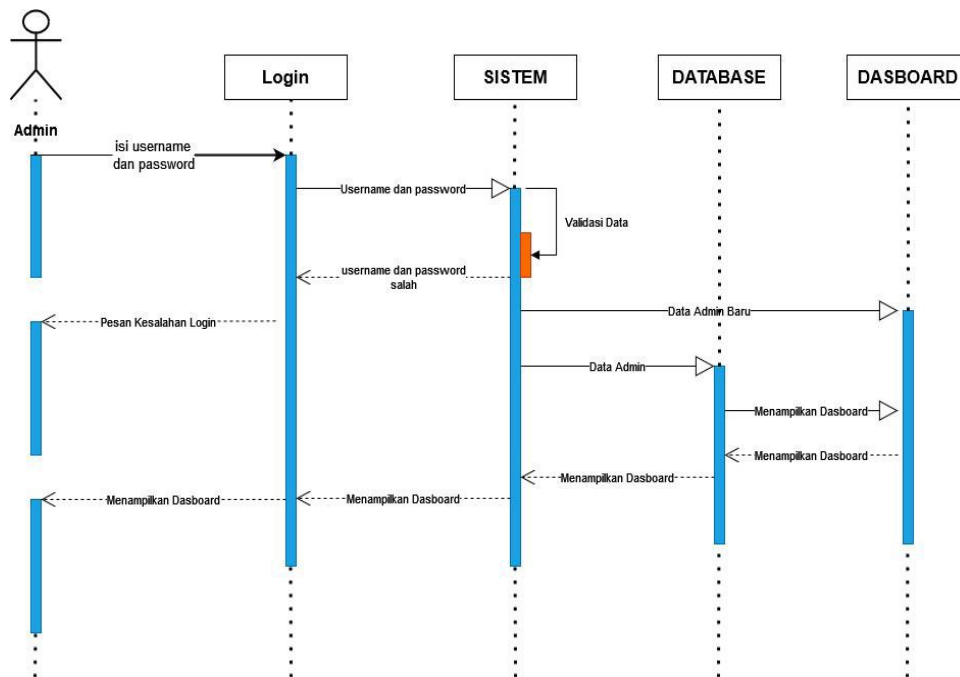 Login
SISTEM
DATABASE
DASBOARD
Admin
isi username
dan password
Username dan password
Validasi Data
username dan password
salah
Data Admin Baru
Pesan Kesalahan Login
Data Admin
Menampilkan Dasboard
Menampilkan Dasboard
Menampilkan Dasboard
Menampilkan Dasboard
Menampilkan Dasboard